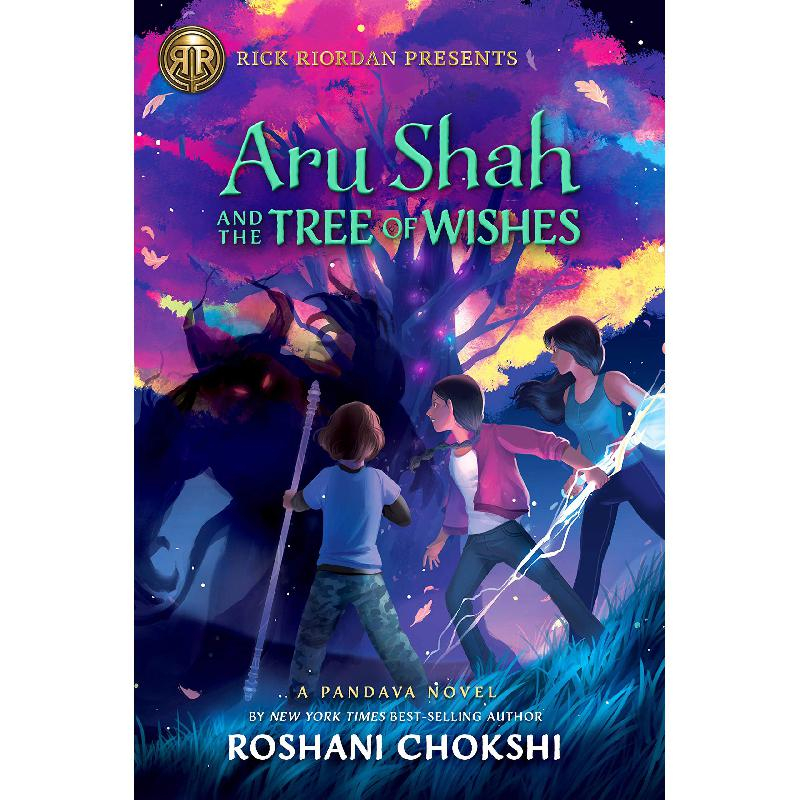 RR
RICK RIORDAN PRESENTS
Aru Shah
AND THE TREE OF WISHES
A PANDAVA NOVEL
BY NEW YORK TIMES BEST-SELLING AUTHOR
ROSHANI CHOKSHI